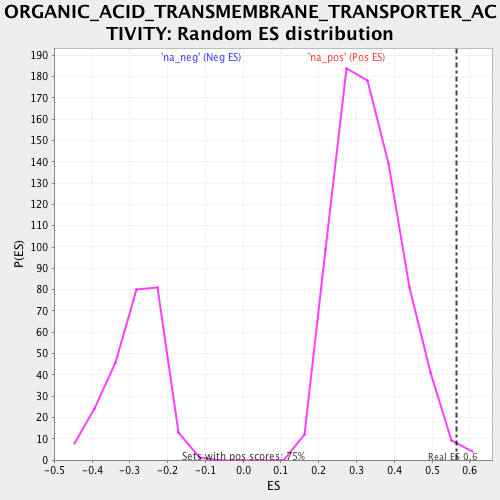 ORGANIC_ACID_TRANSMEMBRANE_TRANSPORTER_AC
TIVITY: Random ES distribution
'na_neg' (Neg ES)
'na_pos' (Pos ES)
190
180
170
160
150
140
130
120
110
100
90
80
70
60
50
40
30
20
10
0
P(ES)
Sets with pos scores: 75%
Real ES 0.6
-0.5 -0.4 -0.3 -0.2 -0.1 0.0 0.1 0.2 0.3 0.4 0.5 0.6
ES